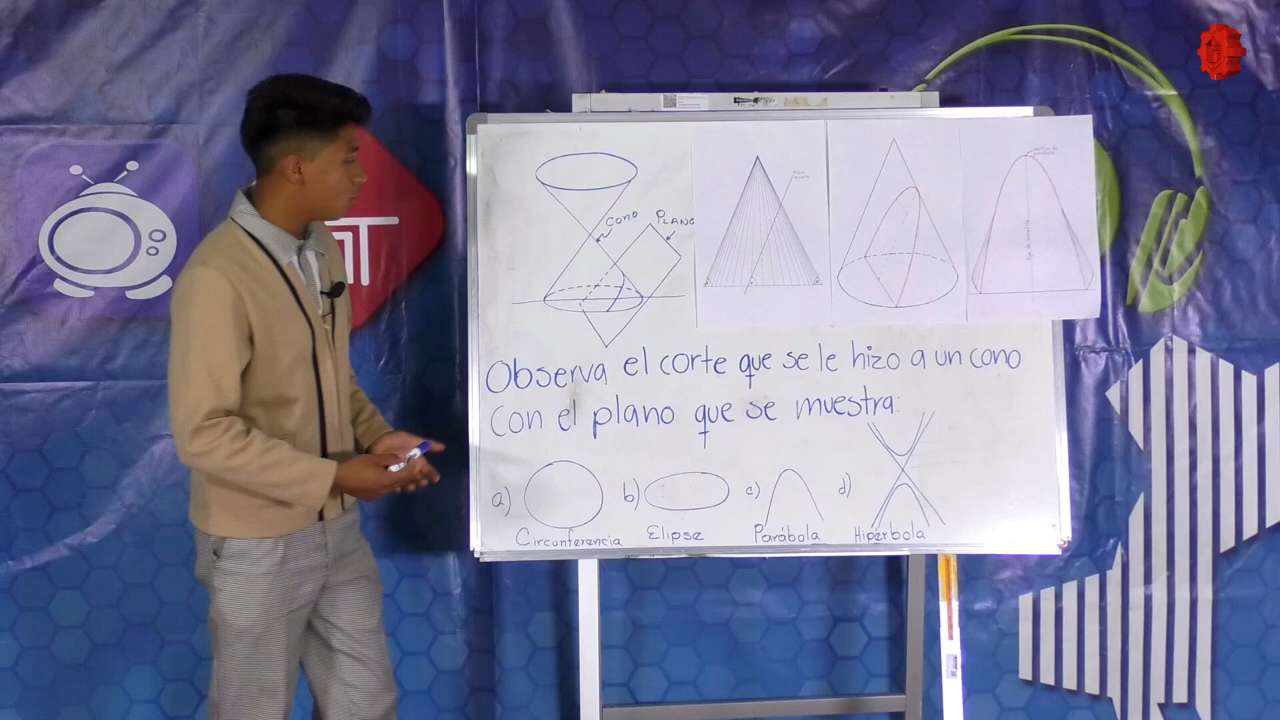 CONO
PLANO
Observa el corte que se le hizo a un cono
con el plano que se muestra:
a) b) c) d)
Circunferencia Elipse Parábola Hipérbola